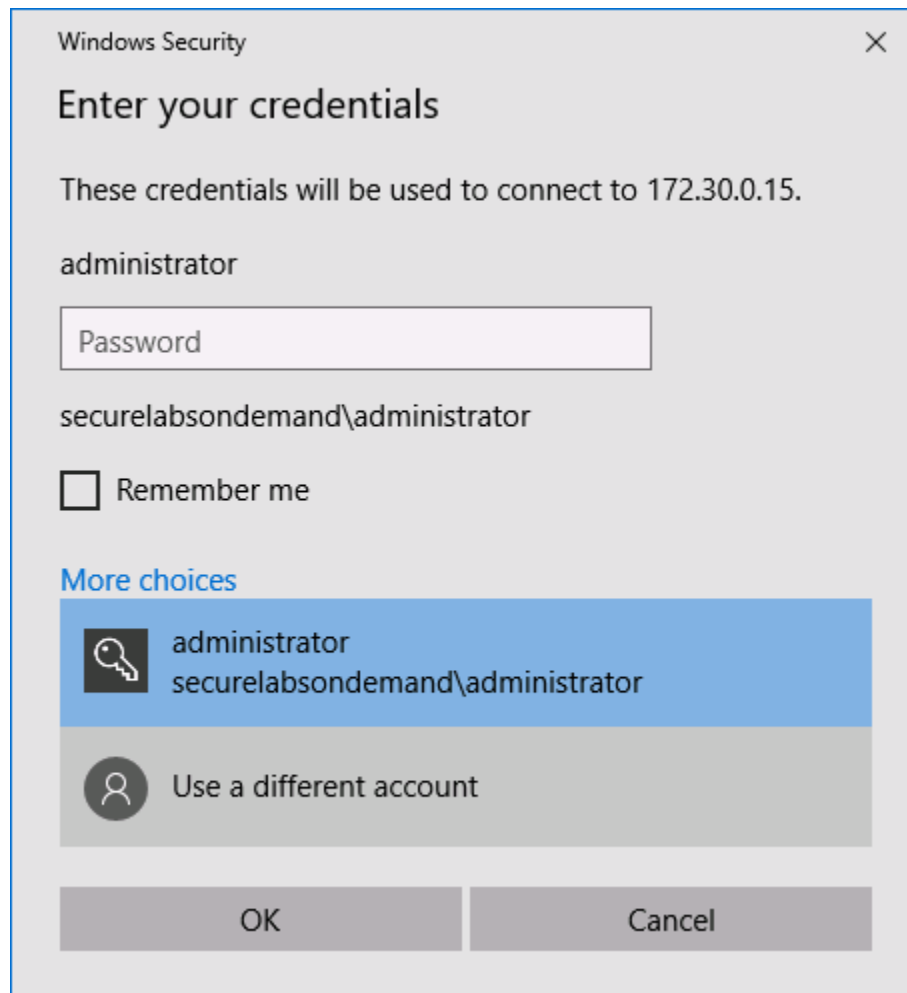 Windows Security
Enter your credentials
These credentials will be used to connect to 172.30.0.15.
administrator
Password
securelabsondemand\administrator
Remember me
More choices
administrator
securelabsondemand\administrator
Use a different account
OK
Cancel